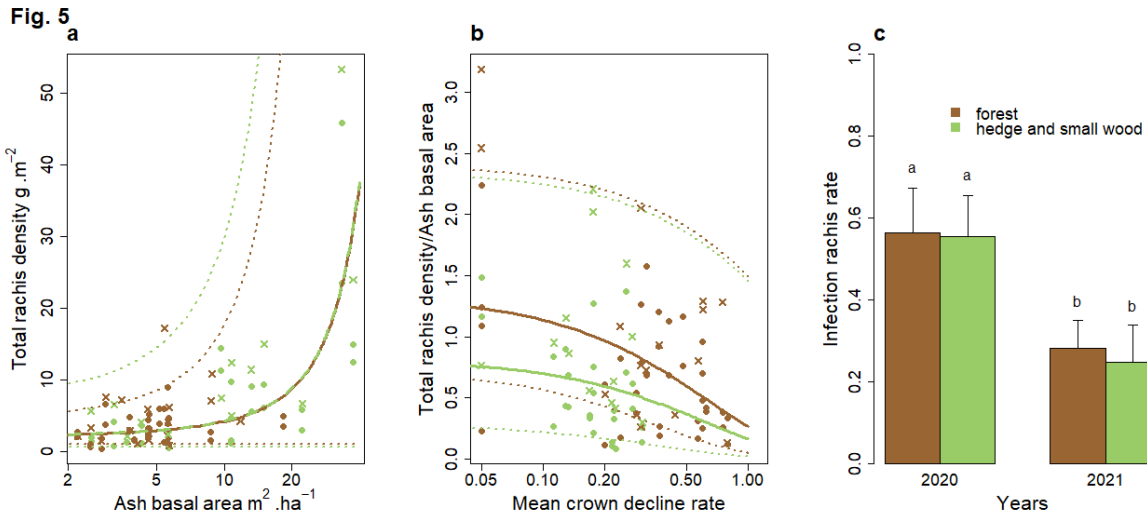 Fig. 5
a
Total rachis density g .m⁻²
50
40
30
20
10
0
2
5
10
20
Ash basal area m² .ha⁻¹
b
Total rachis density/Ash basal area
3.0
2.5
2.0
1.5
1.0
0.5
0.0
0.05
0.10
0.20
0.50
1.00
Mean crown decline rate
c
Infection rachis rate
1.0
0.8
0.6
0.4
0.2
0.0
forest
hedge and small wood
a
a
b
b
2020
2021
Years